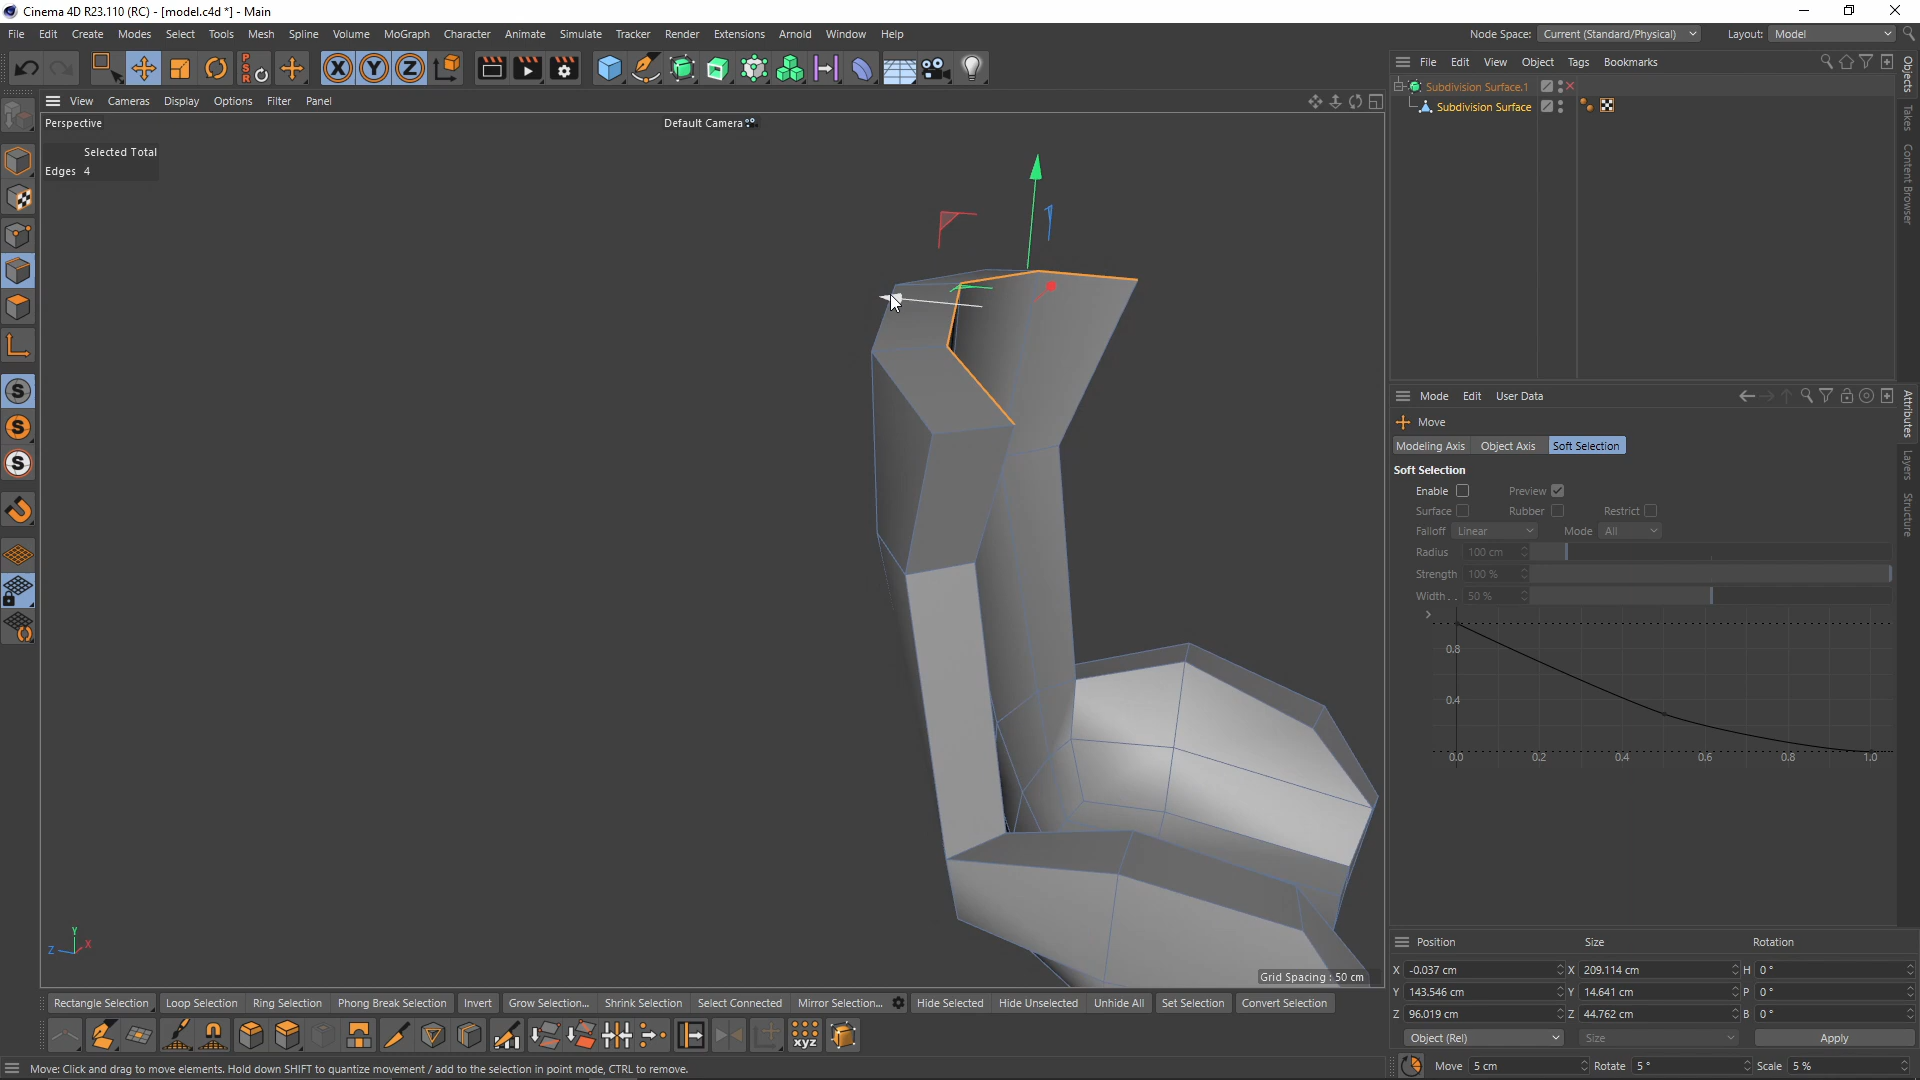 Cinema 4D R23.110 (RC) - [model.c4d *] - Main
File Edit Create Modes Select Tools Mesh Spline Volume MoGraph Character Animate Simulate Tracker Render Extensions Arnold Window Help
Node Space: Current (Standard/Physical) Layout: Model
PSR X Y Z
File Edit View Object Tags Bookmarks
View Cameras Display Options Filter Panel
Subdivision Surface.1
Subdivision Surface
Perspective
Default Camera
Selected Total
Edges 4
Objects
Takes
Content Browser
Mode Edit User Data
Move
Modeling Axis Object Axis Soft Selection
Soft Selection
Enable Preview
Surface Rubber Restrict
Falloff Linear Mode All
Radius 100 cm
Strength 100 %
Width. . 50 %
0.8
0.4
0.0 0.2 0.4 0.6 0.8 1.0
Attributes
Layers
Structure
S
S
S
Y
Z X
Grid Spacing : 50 cm
Position Size Rotation
X -0.037 cm X 209.114 cm H 0°
Y 143.546 cm Y 14.641 cm P 0°
Z 96.019 cm Z 44.762 cm B 0°
Object (Rel) Size Apply
Move 5 cm Rotate 5° Scale 5 %
Rectangle Selection Loop Selection Ring Selection Phong Break Selection Invert Grow Selection... Shrink Selection Select Connected Mirror Selection... Hide Selected Hide Unselected Unhide All Set Selection Convert Selection
xyz
Move: Click and drag to move elements. Hold down SHIFT to quantize movement / add to the selection in point mode, CTRL to remove.